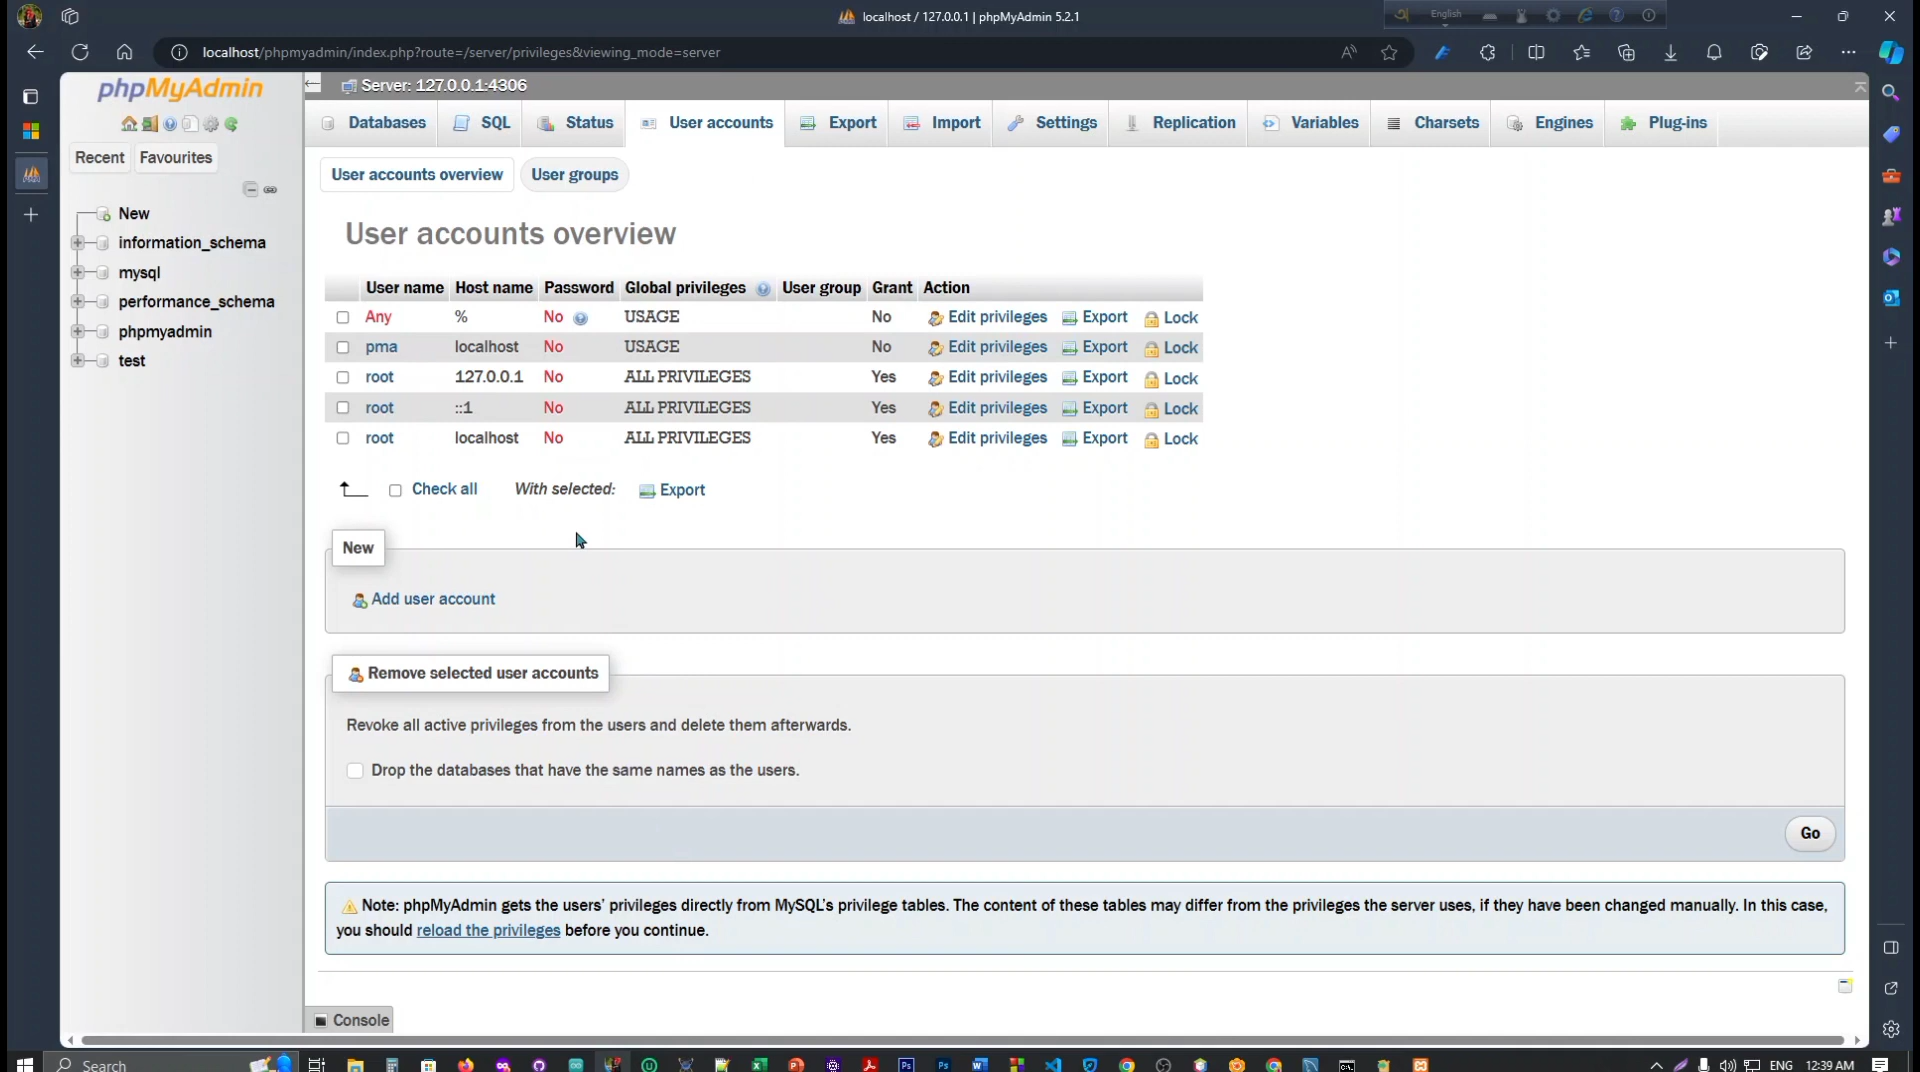 localhost / 127.0.0.1 | phpMyAdmin 5.2.1
English
localhost/phpmyadmin/index.php?route=/server/privileges&viewing_mode=server
phpMyAdmin
Server: 127.0.0.1:4306
Databases SQL Status User accounts Export Import Settings Replication Variables Charsets Engines Plug-ins
Recent Favourites
User accounts overview User groups
New
information_schema
mysql
performance_schema
phpmyadmin
test
User accounts overview
User name Host name Password Global privileges User group Grant Action
Any % No USAGE No Edit privileges Export Lock
pma localhost No USAGE No Edit privileges Export Lock
root 127.0.0.1 No ALL PRIVILEGES Yes Edit privileges Export Lock
root ::1 No ALL PRIVILEGES Yes Edit privileges Export Lock
root localhost No ALL PRIVILEGES Yes Edit privileges Export Lock
Check all With selected: Export
New
Add user account
Remove selected user accounts
Revoke all active privileges from the users and delete them afterwards.
Drop the databases that have the same names as the users.
Go
Note: phpMyAdmin gets the users' privileges directly from MySQL's privilege tables. The content of these tables may differ from the privileges the server uses, if they have been changed manually. In this case,
you should reload the privileges before you continue.
Console
Search
ENG 12:39 AM